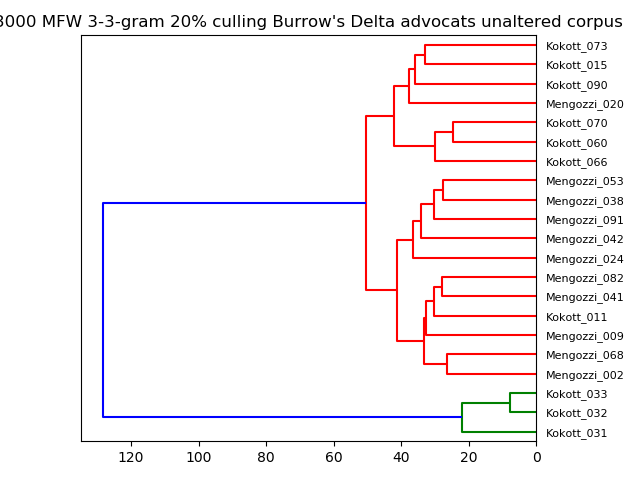 3000 MFW 3-3-gram 20% culling Burrow's Delta advocats unaltered corpus
Kokott_073
Kokott_015
Kokott_090
Mengozzi_020
Kokott_070
Kokott_060
Kokott_066
Mengozzi_053
Mengozzi_038
Mengozzi_091
Mengozzi_042
Mengozzi_024
Mengozzi_082
Mengozzi_041
Kokott_011
Mengozzi_009
Mengozzi_068
Mengozzi_002
Kokott_033
Kokott_032
Kokott_031
120 100 80 60 40 20 0